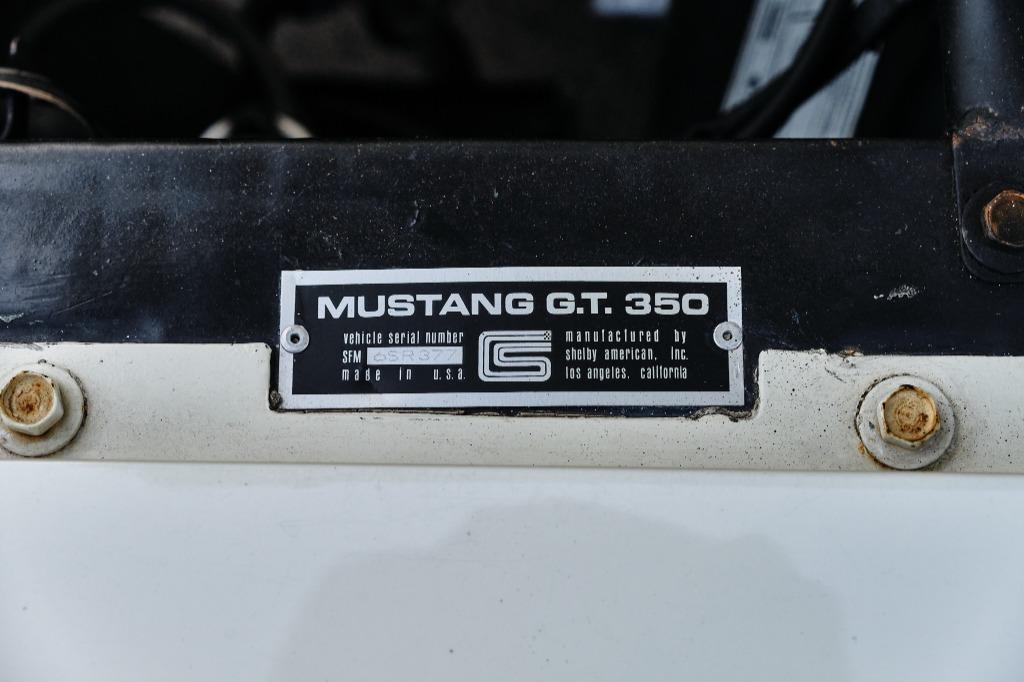 MUSTANG G.T. 350
vehicle serial number
SFM 6SR377
made in u.s.a.
manufactured by
shelby american. Inc.
los angeles. california